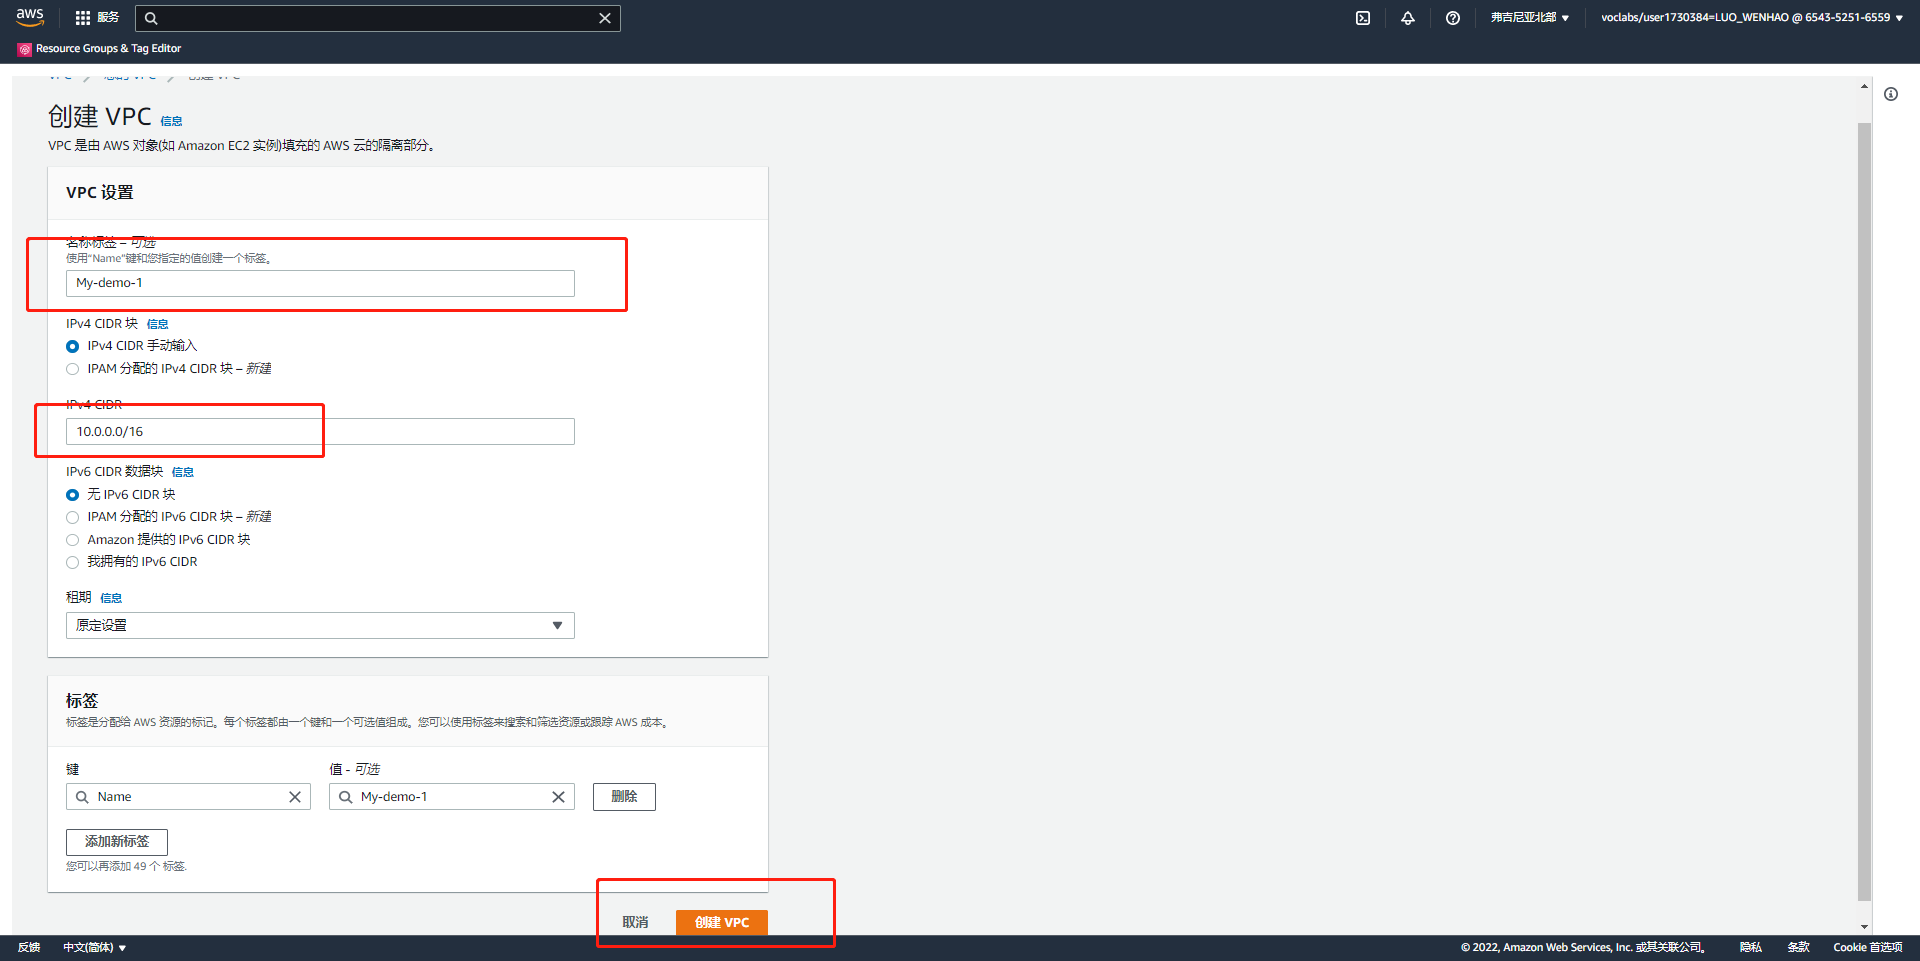 aws
服务
弗吉尼亚北部
voclabs/user1730384=LUO_WENHAO @ 6543-5251-6559
Resource Groups & Tag Editor
VPC 您的 VPC 创建 VPC
创建 VPC 信息
VPC 是由 AWS 对象(如 Amazon EC2 实例)填充的 AWS 云的隔离部分。
VPC 设置
名称标签 – 可选
使用“Name”键和您指定的值创建一个标签。
My-demo-1
IPv4 CIDR 块 信息
IPv4 CIDR 手动输入
IPAM 分配的 IPv4 CIDR 块 – 新建
IPv4 CIDR
10.0.0.0/16
IPv6 CIDR 数据块 信息
无 IPv6 CIDR 块
IPAM 分配的 IPv6 CIDR 块 – 新建
Amazon 提供的 IPv6 CIDR 块
我拥有的 IPv6 CIDR
租期 信息
原定设置
标签
标签是分配给 AWS 资源的标记。每个标签都由一个键和一个可选值组成。您可以使用标签来搜索和筛选资源或跟踪 AWS 成本。
键 值 - 可选
Name My-demo-1 删除
添加新标签
您可以再添加 49 个 标签.
取消 创建 VPC
反馈 中文(简体) © 2022, Amazon Web Services, Inc. 或其关联公司。 隐私 条款 Cookie 首选项